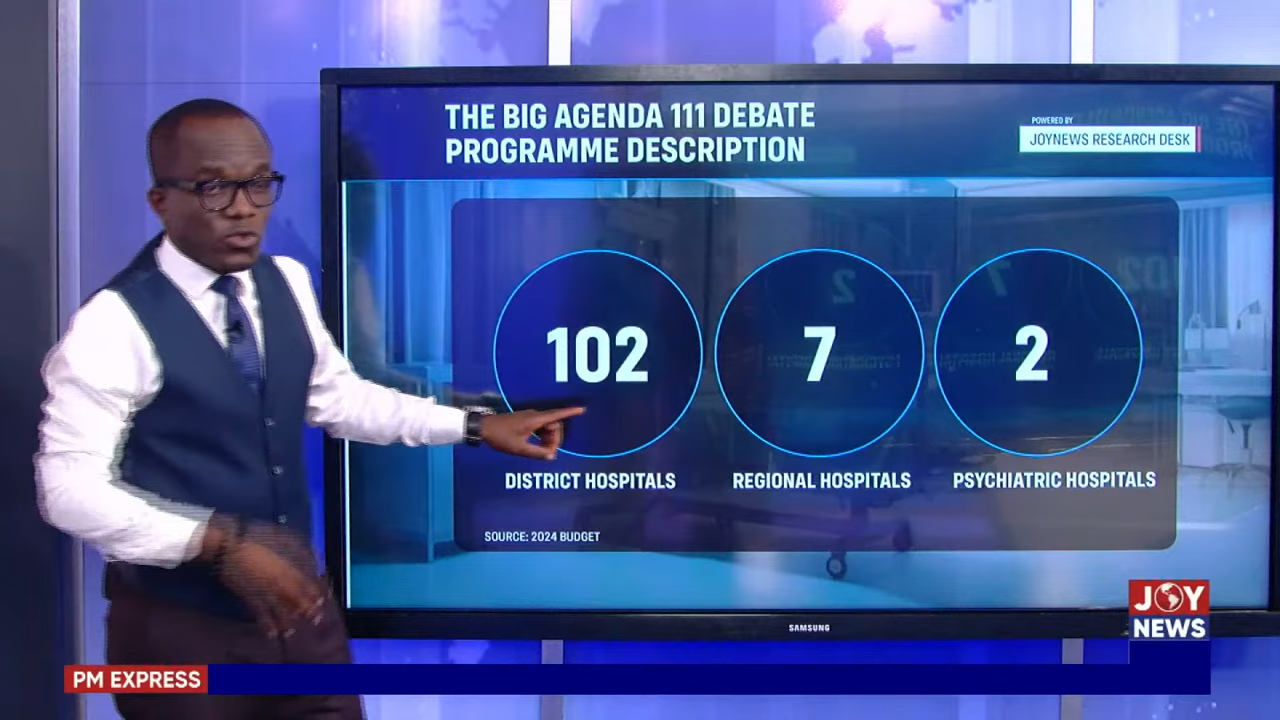 THE BIG AGENDA 111 DEBATE
PROGRAMME DESCRIPTION
POWERED BY
JOYNEWS RESEARCH DESK
102
7
2
DISTRICT HOSPITALS
REGIONAL HOSPITALS
PSYCHIATRIC HOSPITALS
SOURCE: 2024 BUDGET
SAMSUNG
JOY
NEWS
PM EXPRESS